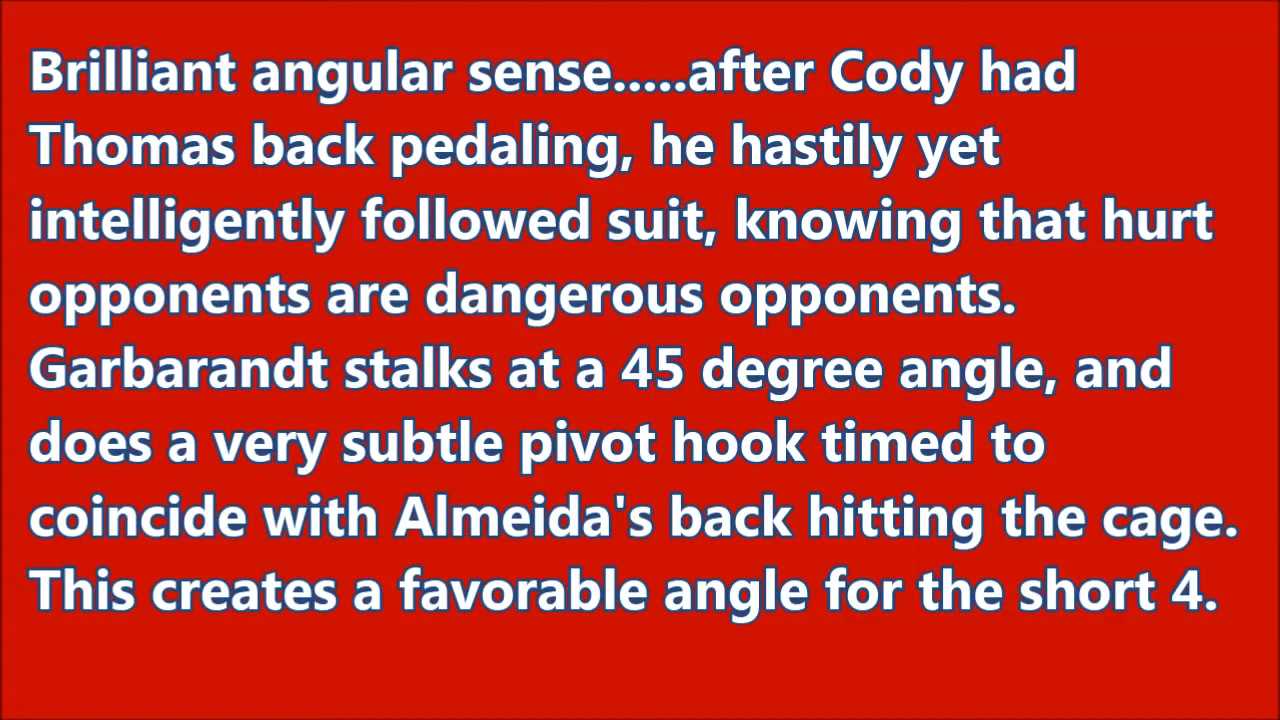 Brilliant angular sense.....after Cody had
Thomas back pedaling, he hastily yet
intelligently followed suit, knowing that hurt
opponents are dangerous opponents.
Garbarandt stalks at a 45 degree angle, and
does a very subtle pivot hook timed to
coincide with Almeida's back hitting the cage.
This creates a favorable angle for the short 4.